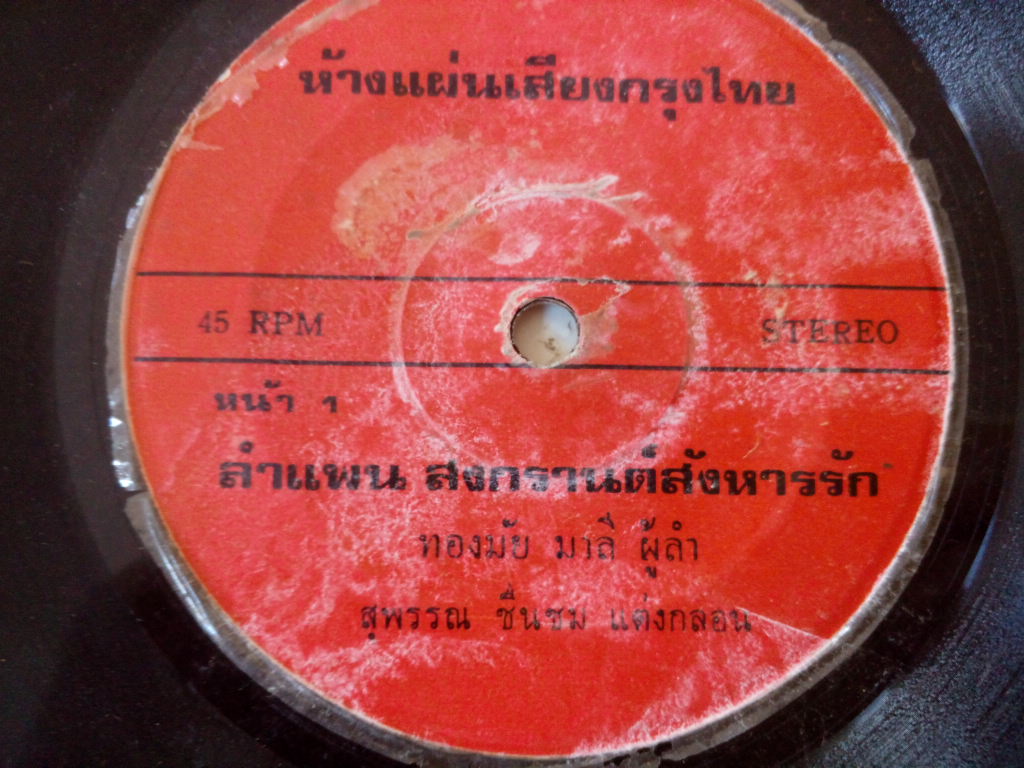 ห้างแผ่นเสียงกรุงไทย
45 RPM STEREO
หน้า ๑
ลำแพน สงกรานต์สังหารรัก
ทองมัย มาลี ผู้ลำ
สุพรรณ ชื่นชม แต่งกลอน